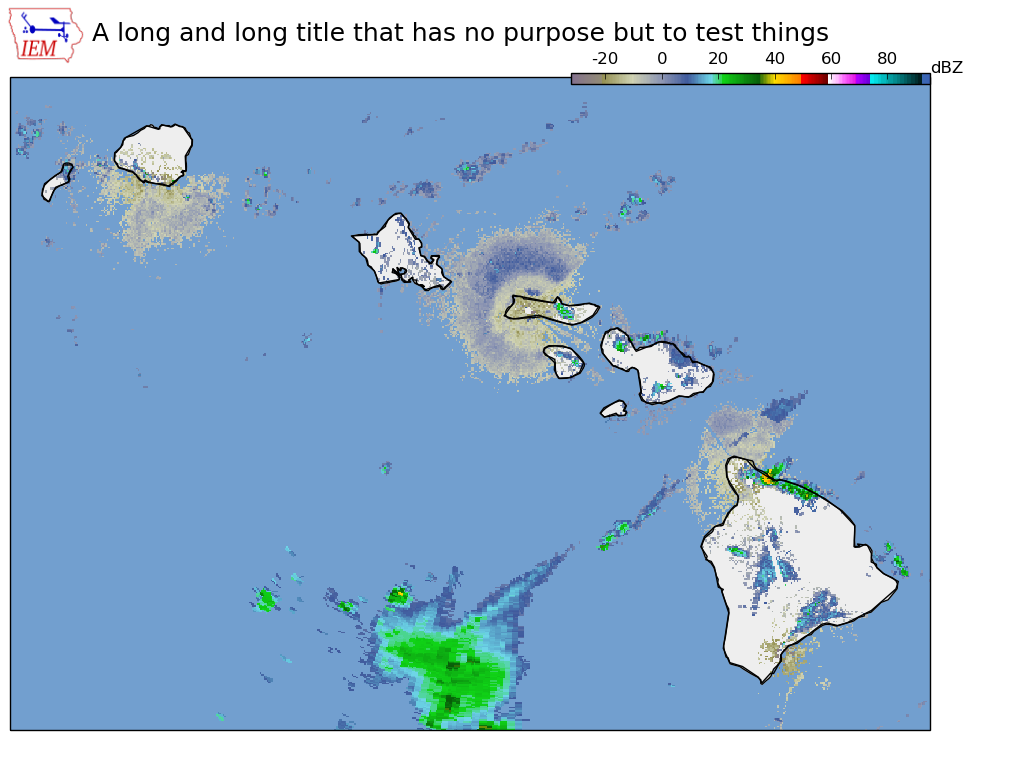 IEM
A long and long title that has no purpose but to test things
-20 0 20 40 60 80 dBZ